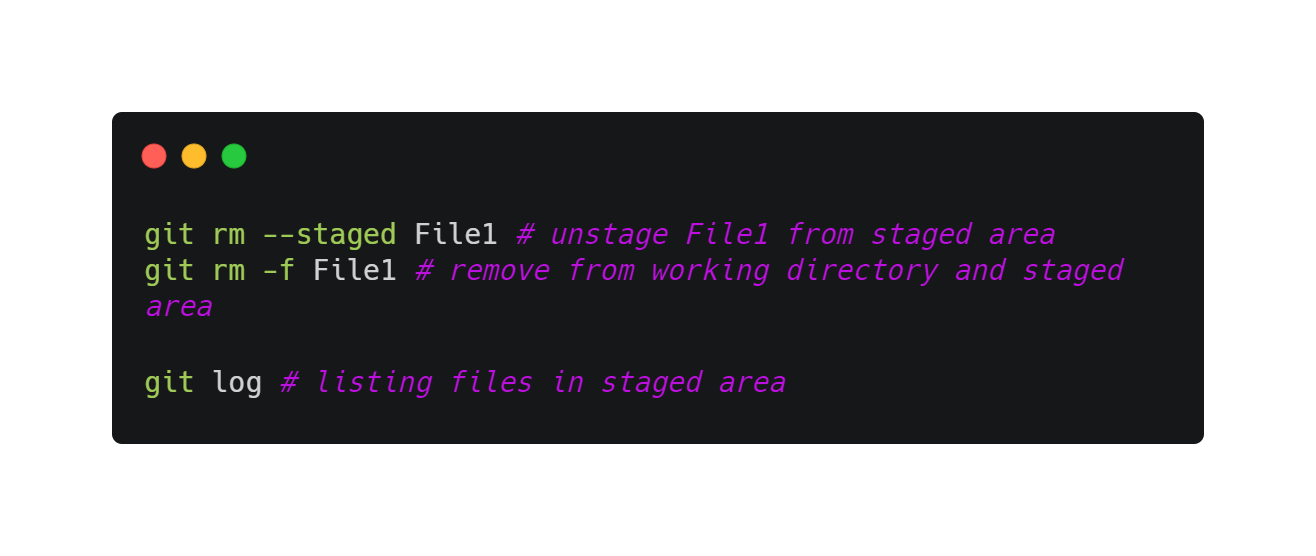 git rm --staged File1 # unstage File1 from staged area
git rm -f File1 # remove from working directory and staged
area
git log # listing files in staged area